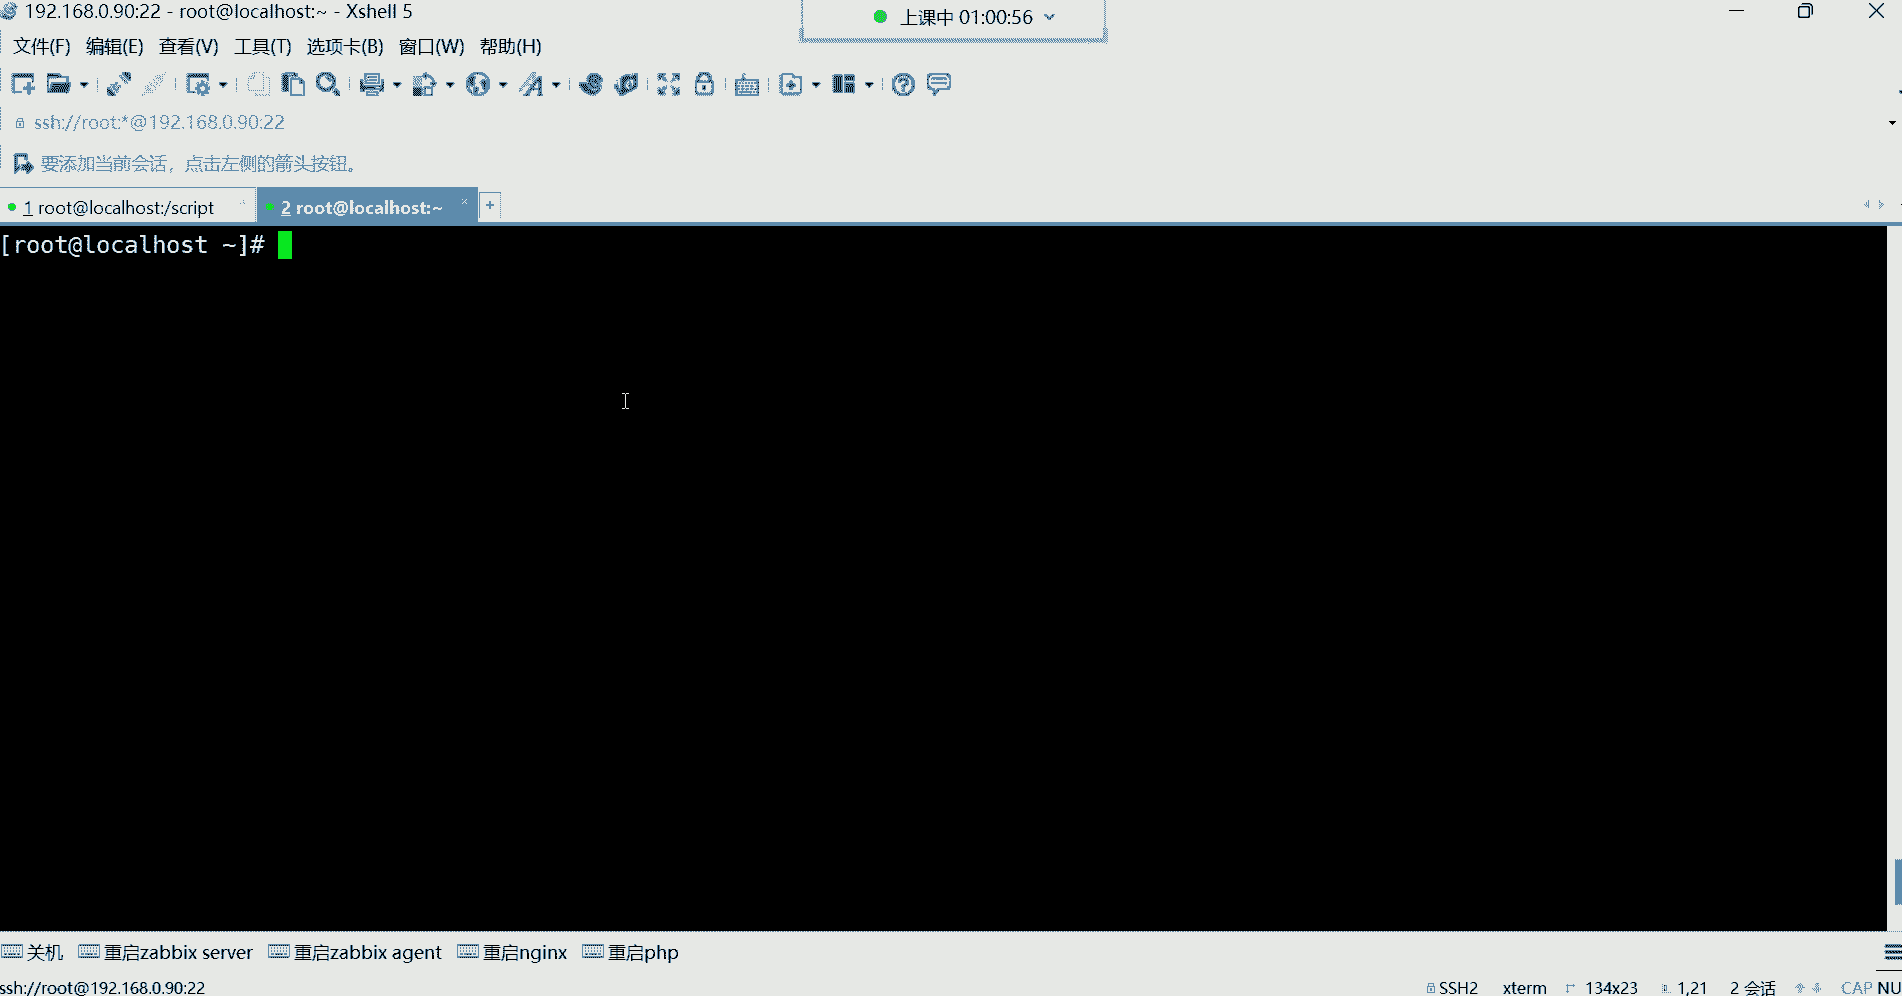 192.168.0.90:22 - root@localhost:~ - Xshell 5
上课中 01:00:56
文件(F) 编辑(E) 查看(V) 工具(T) 选项卡(B) 窗口(W) 帮助(H)
ssh://root:*@192.168.0.90:22
要添加当前会话，点击左侧的箭头按钮。
1 root@localhost:/script
2 root@localhost:~
[root@localhost ~]#
关机 重启zabbix server 重启zabbix agent 重启nginx 重启php
ssh://root@192.168.0.90:22 SSH2 xterm 134x23 1,21 2 会话 CAP NU